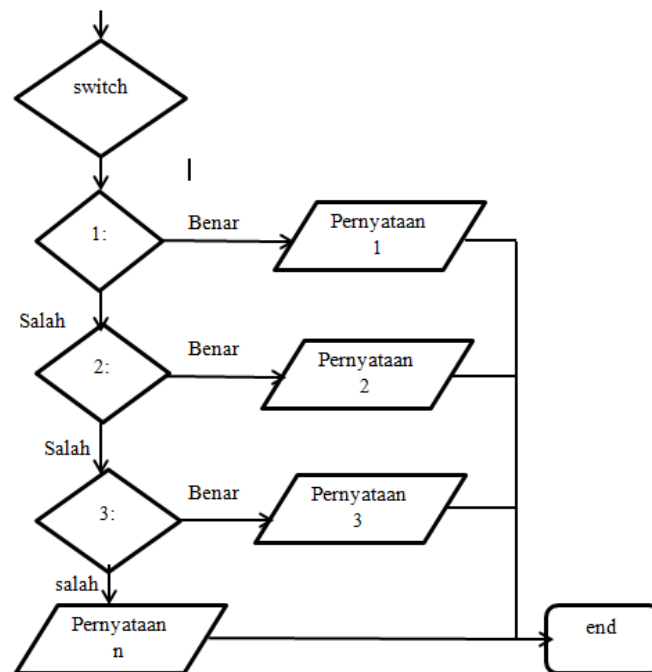 switch
1:
Benar
Pernyataan
1
Salah
2:
Benar
Pernyataan
2
Salah
3:
Benar
Pernyataan
3
salah
Pernyataan
n
end